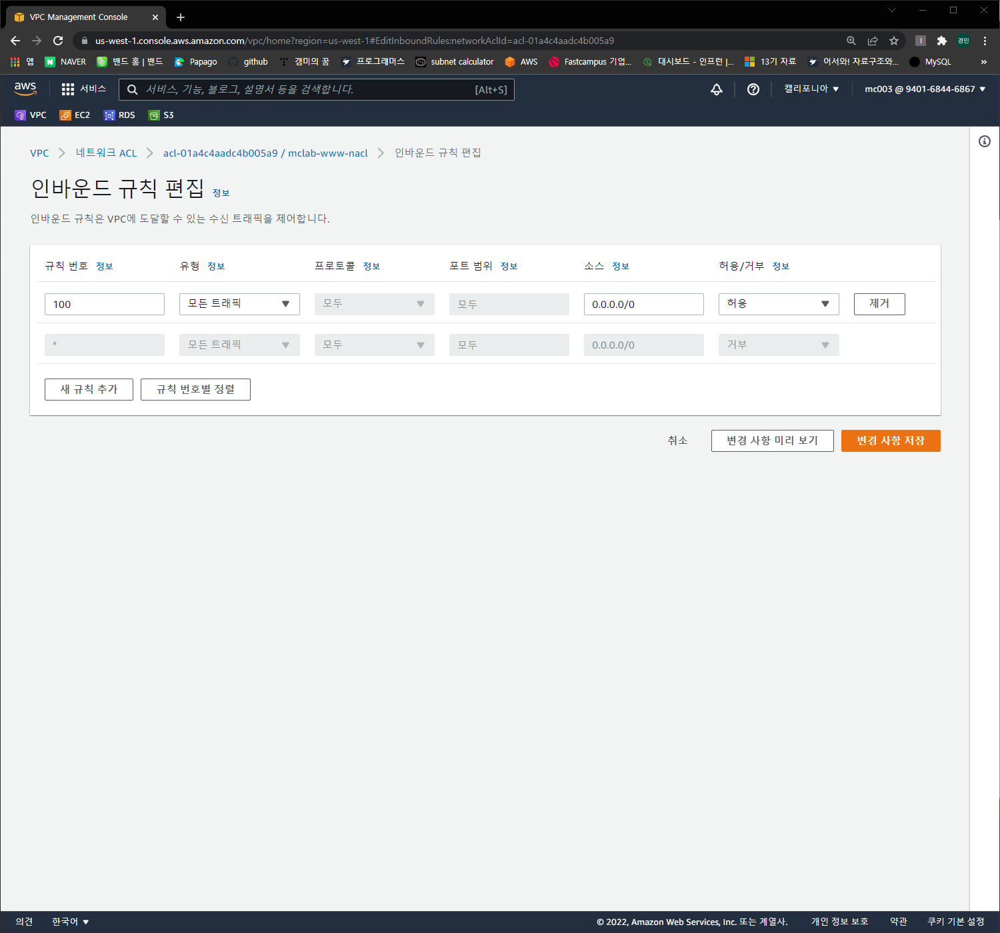 VPC Management Console
us-west-1.console.aws.amazon.com/vpc/home?region=us-west-1#EditInboundRules:networkAclId=acl-01a4c4aadc4b005a9
경민
앱 NAVER 밴드 홈 | 밴드 Papago github 캠미의 꿈 프로그래머스 subnet calculator AWS Fastcampus 기업... 대시보드 - 인프런 |... 13기 자료 어서와! 자료구조와... MySQL »
aws 서비스 서비스, 기능, 블로그, 설명서 등을 검색합니다. [Alt+S] 캘리포니아 mc003 @ 9401-6844-6867
VPC EC2 RDS S3
VPC 네트워크 ACL acl-01a4c4aadc4b005a9 / mclab-www-nacl 인바운드 규칙 편집
인바운드 규칙 편집 정보
인바운드 규칙은 VPC에 도달할 수 있는 수신 트래픽을 제어합니다.
규칙 번호 정보 유형 정보 프로토콜 정보 포트 범위 정보 소스 정보 허용/거부 정보
100 모든 트래픽 모두 모두 0.0.0.0/0 허용 제거
* 모든 트래픽 모두 모두 0.0.0.0/0 거부
새 규칙 추가 규칙 번호별 정렬
취소 변경 사항 미리 보기 변경 사항 저장
의견 한국어 © 2022, Amazon Web Services, Inc. 또는 계열사. 개인 정보 보호 약관 쿠키 기본 설정